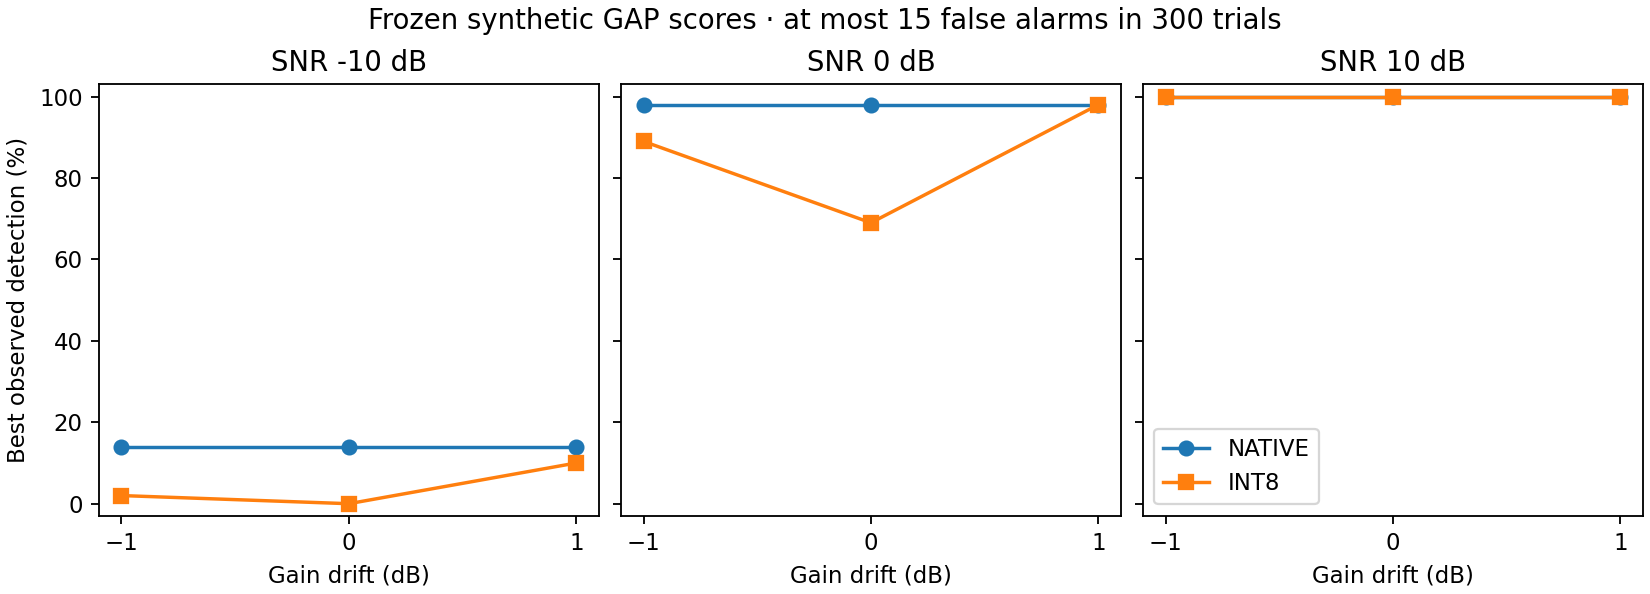 Frozen synthetic GAP scores · at most 15 false alarms in 300 trials
SNR -10 dB
SNR 0 dB
SNR 10 dB
Best observed detection (%)
100
80
60
40
20
0
−1 0 1
−1 0 1
−1 0 1
Gain drift (dB)
Gain drift (dB)
Gain drift (dB)
NATIVE
INT8